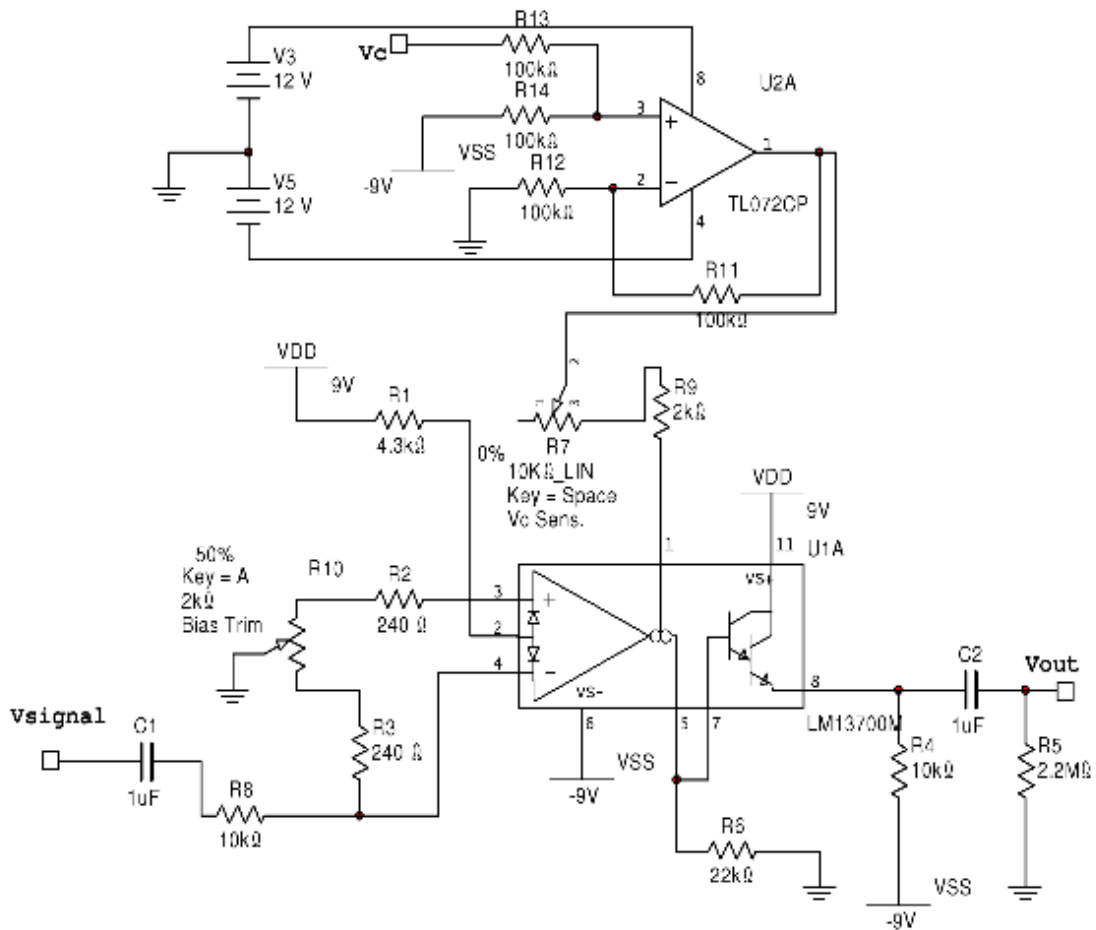 R13
Vc
V3
12 V
100kΩ
R14
8
U2A
3
+
1
100kΩ
VSS
R12
-9V
2
−
V5
12 V
100kΩ
4
TL072CP
R11
100kΩ
VDD
9V
R1
4.3kΩ
2
1
3
R9
2kΩ
0%
R7
10KΩ_LIN
Key = Space
Vc Sens.
VDD
9V
1
11
U1A
50%
Key = A
2kΩ
Bias Trim
R10
R2
240 Ω
3
+
2
4
−
VS+
VS-
C2
1uF
Vout
8
LM13700M
Vsignal
C1
1uF
R3
240 Ω
6
5
7
VSS
-9V
R4
10kΩ
R5
2.2MΩ
R8
10kΩ
R6
22kΩ
VSS
-9V